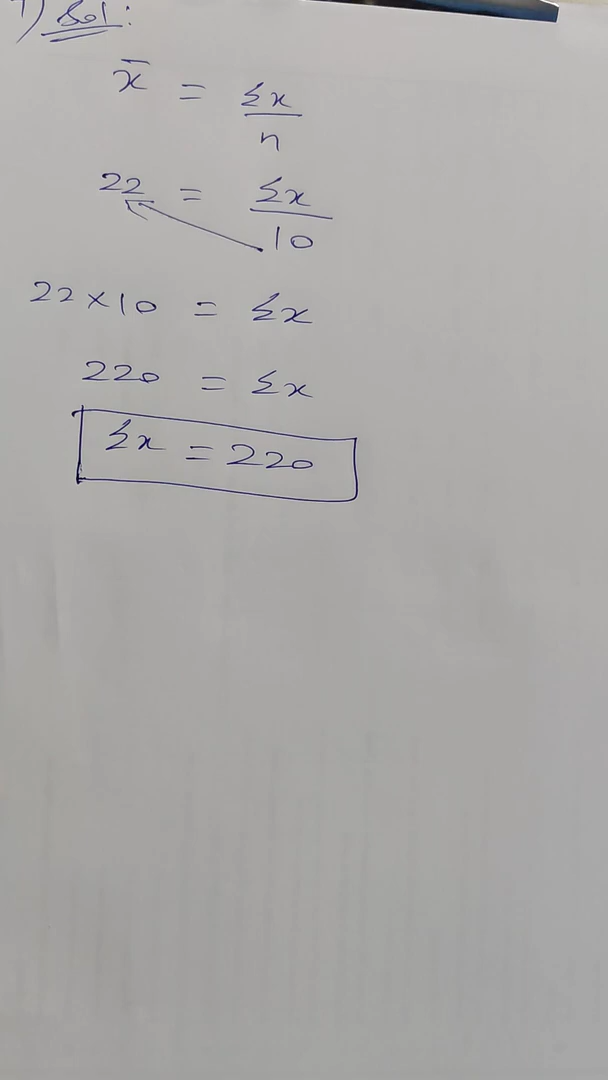 1) Sol:
x̄ = Σx/n
22 = Σx/10
22 × 10 = Σx
220 = Σx
Σx = 220